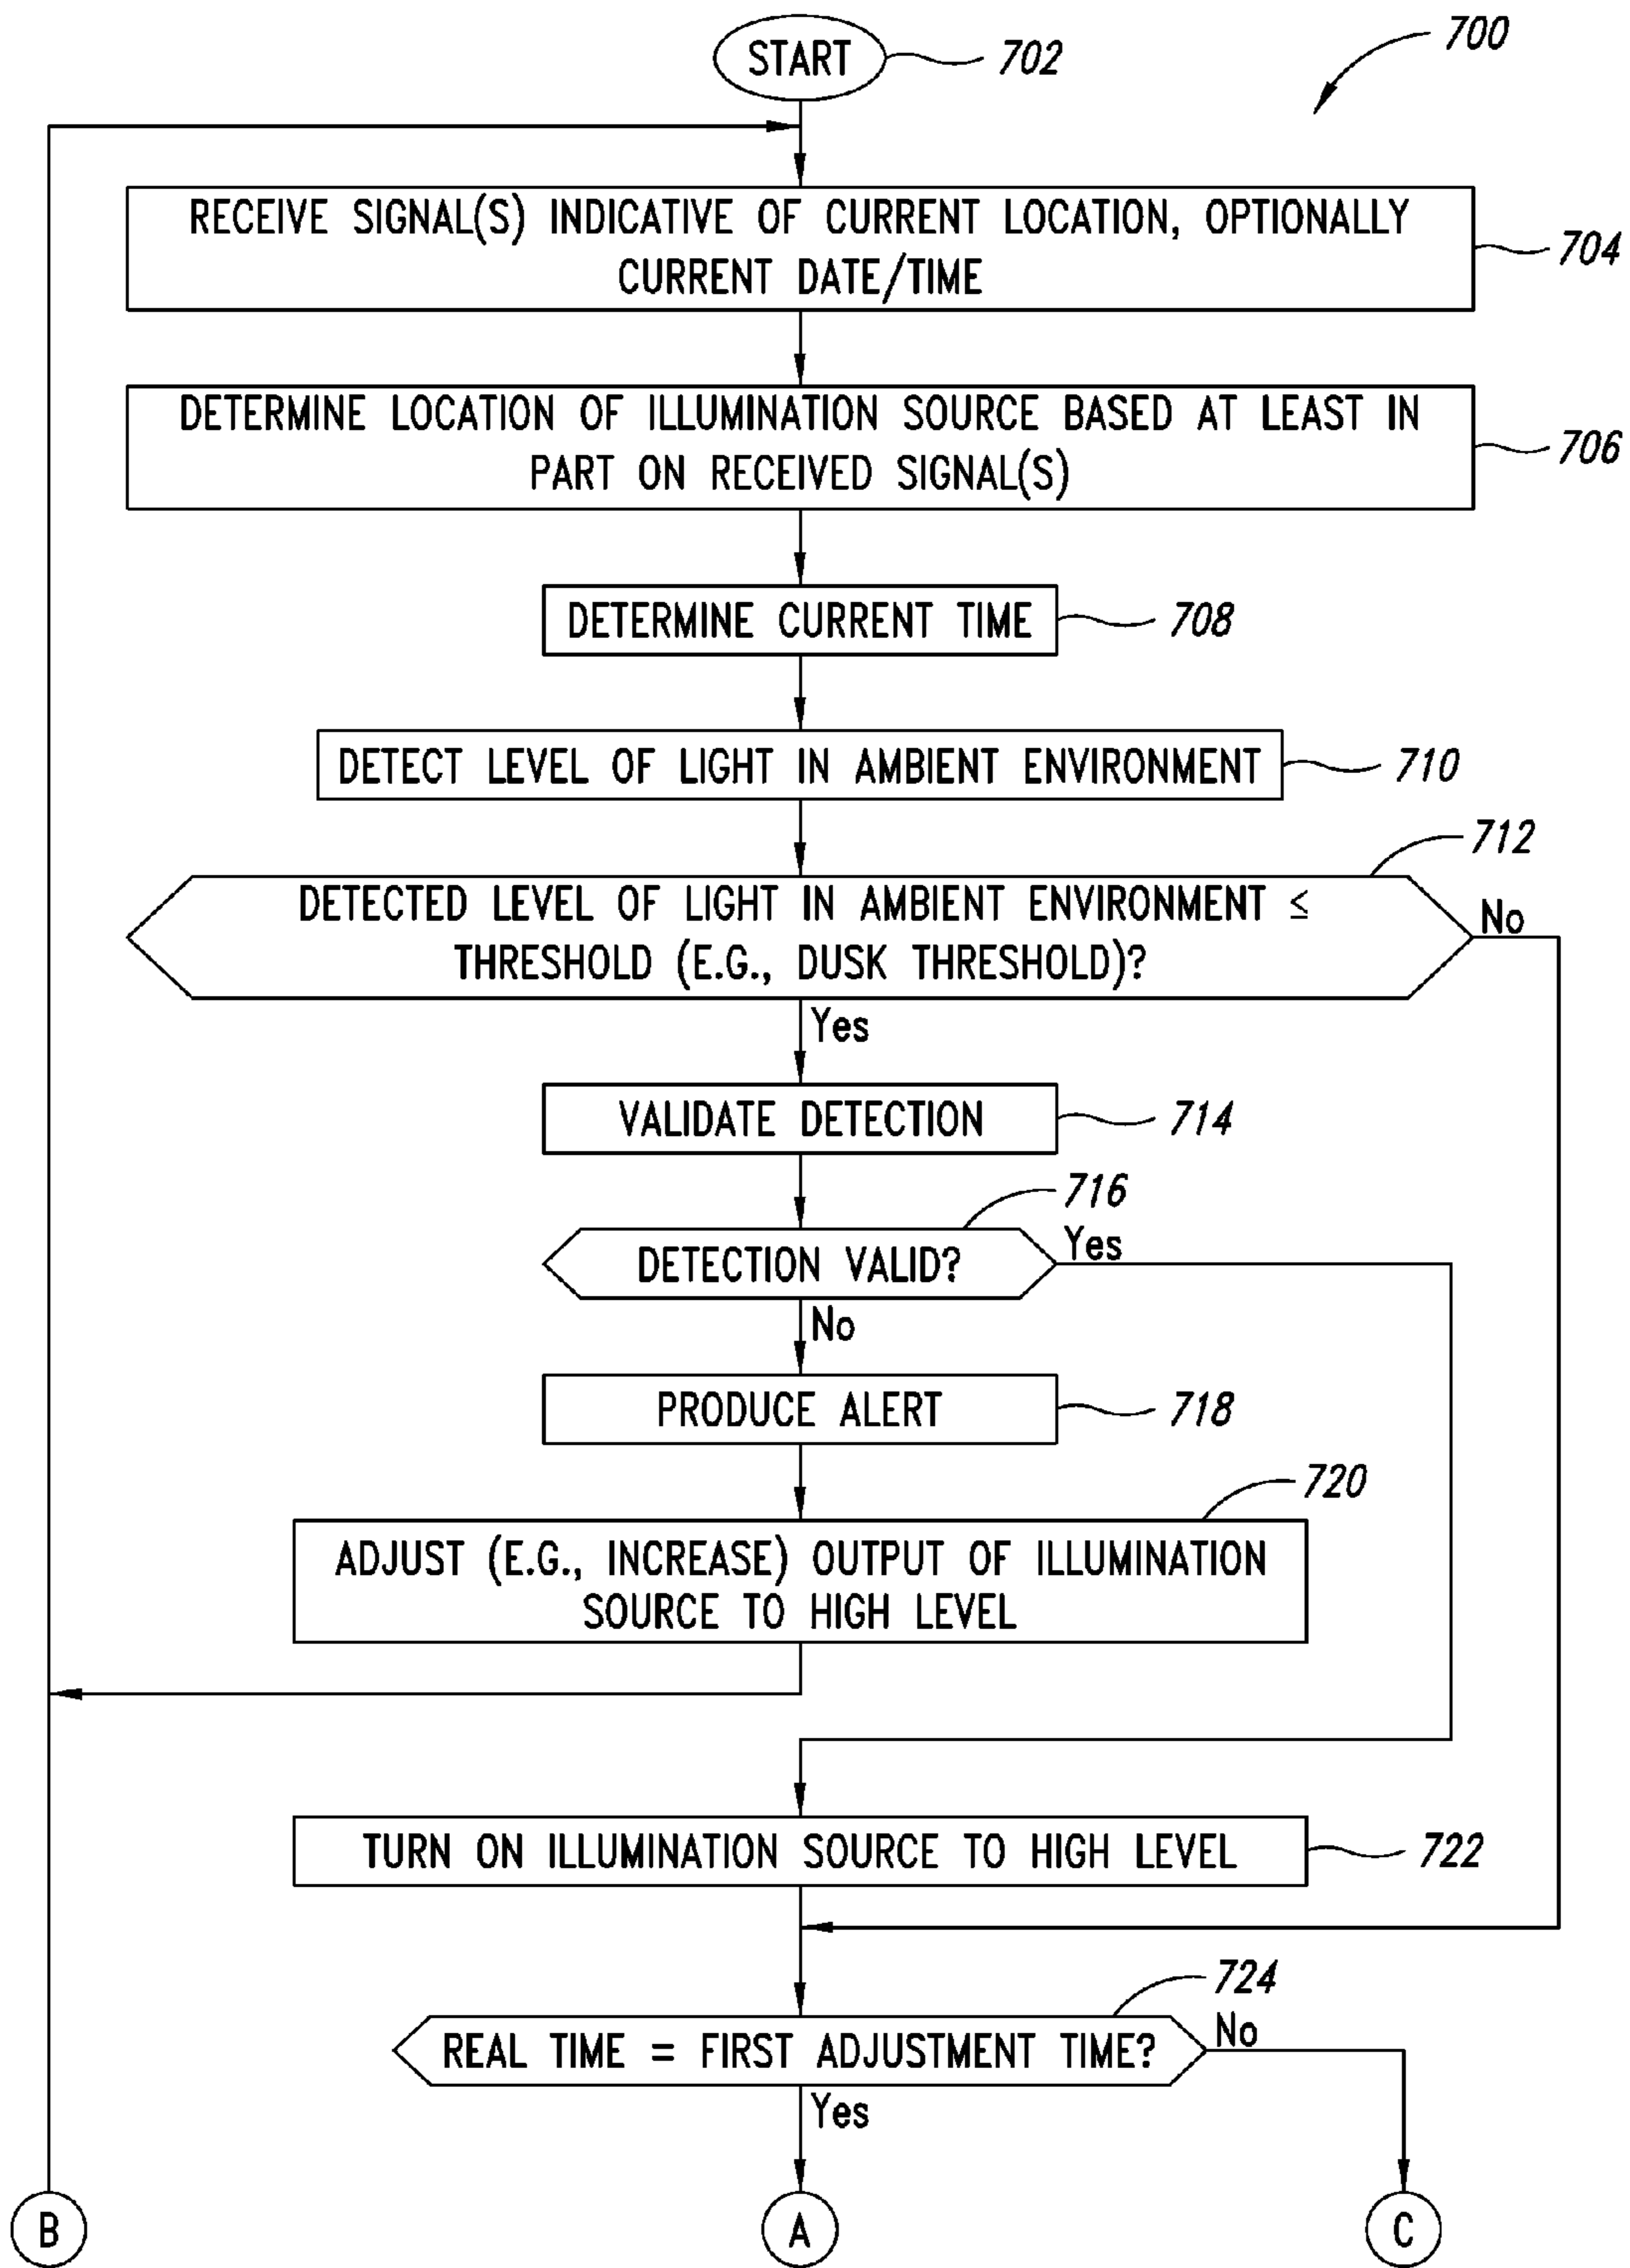 700
START
702
RECEIVE SIGNAL(S) INDICATIVE OF CURRENT LOCATION, OPTIONALLY
CURRENT DATE/TIME
704
DETERMINE LOCATION OF ILLUMINATION SOURCE BASED AT LEAST IN
PART ON RECEIVED SIGNAL(S)
706
DETERMINE CURRENT TIME
708
DETECT LEVEL OF LIGHT IN AMBIENT ENVIRONMENT
710
712
DETECTED LEVEL OF LIGHT IN AMBIENT ENVIRONMENT ≤
THRESHOLD (E.G., DUSK THRESHOLD)?
No
Yes
VALIDATE DETECTION
714
716
DETECTION VALID?
Yes
No
PRODUCE ALERT
718
720
ADJUST (E.G., INCREASE) OUTPUT OF ILLUMINATION
SOURCE TO HIGH LEVEL
TURN ON ILLUMINATION SOURCE TO HIGH LEVEL
722
724
REAL TIME = FIRST ADJUSTMENT TIME?
No
Yes
B
A
C